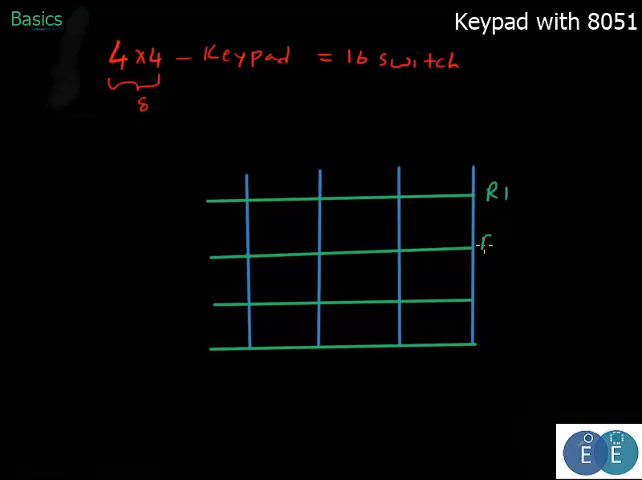 Basics
Keypad with 8051
4x4 - Keypad = 16 switch
8
R1
E E